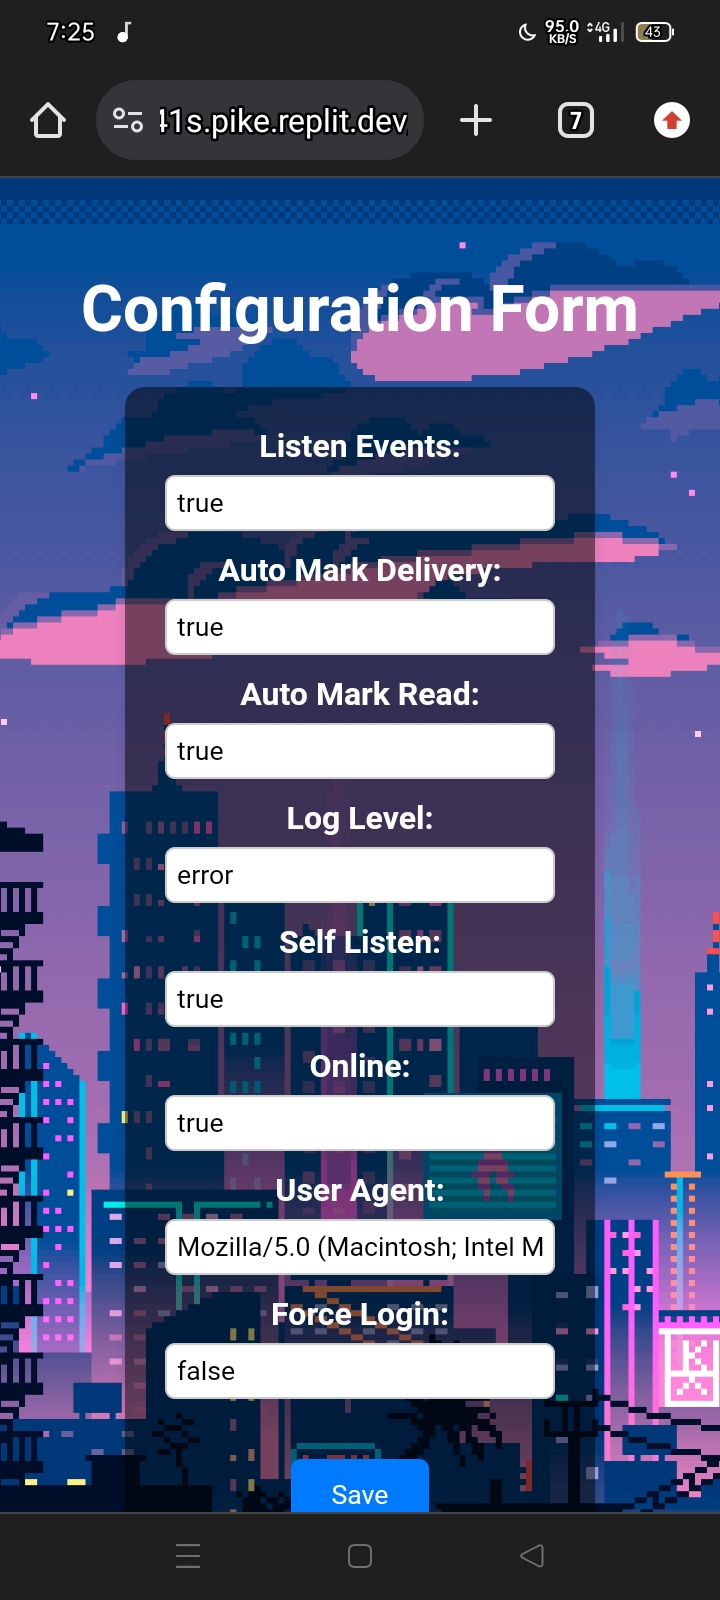 7:25
95.0
KB/S
4G
43
41s.pike.replit.dev
7
Configuration Form
Listen Events:
true
Auto Mark Delivery:
true
Auto Mark Read:
true
Log Level:
error
Self Listen:
true
Online:
true
User Agent:
Mozilla/5.0 (Macintosh; Intel M
Force Login:
false
Save